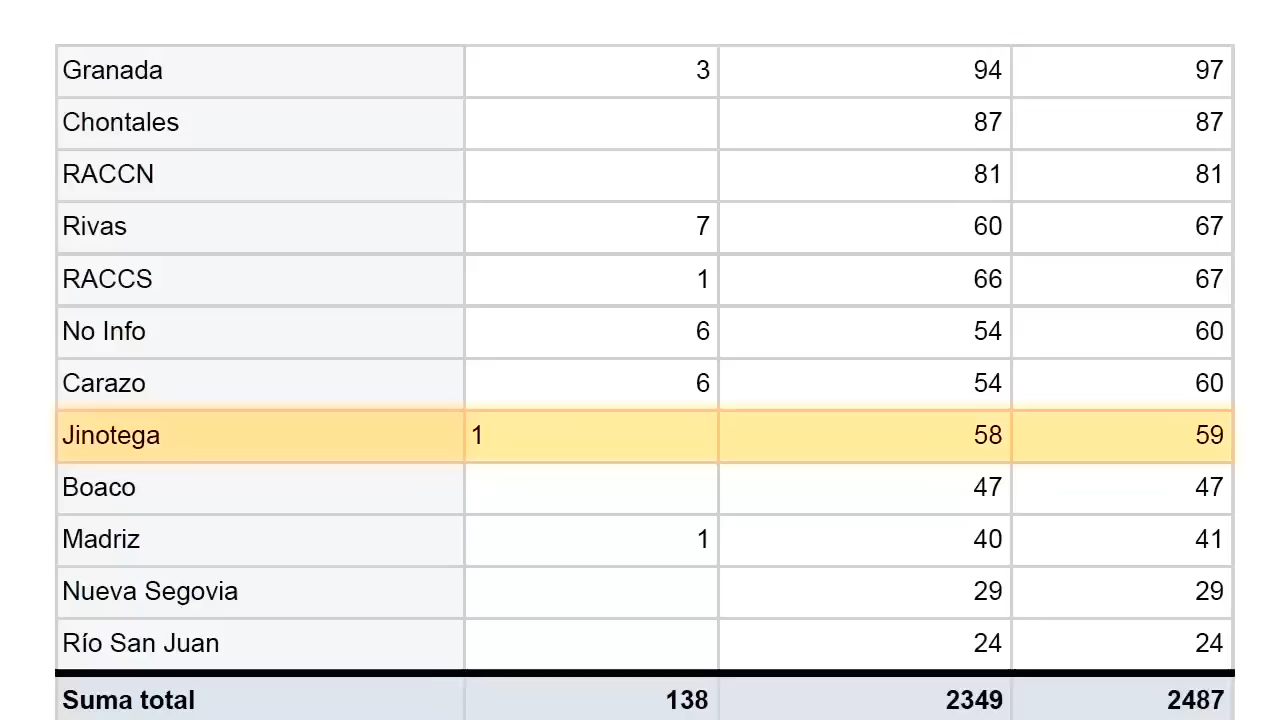 Granada 3 94 97
Chontales 87 87
RACCN 81 81
Rivas 7 60 67
RACCS 1 66 67
No Info 6 54 60
Carazo 6 54 60
Jinotega 1 58 59
Boaco 47 47
Madriz 1 40 41
Nueva Segovia 29 29
Río San Juan 24 24
Suma total 138 2349 2487